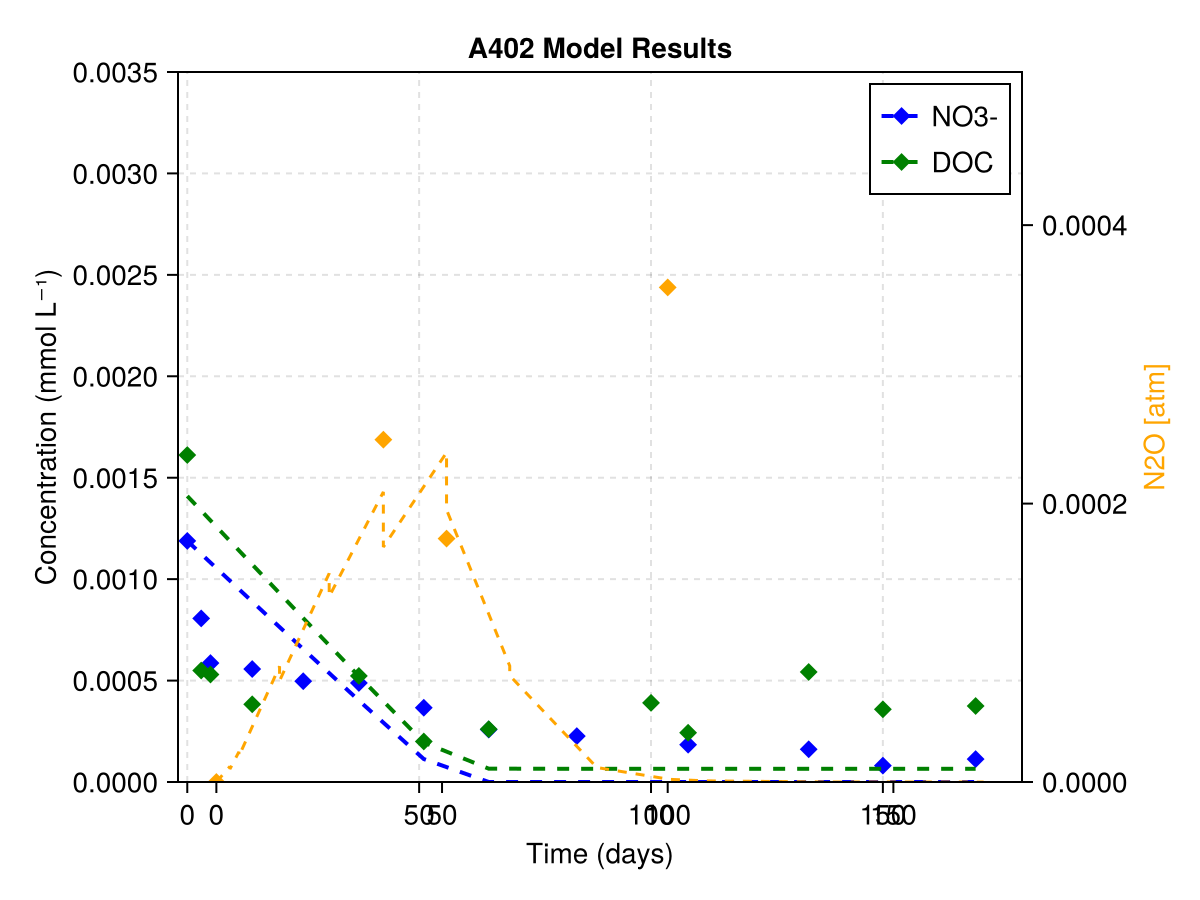 A402 Model Results
0.0035
0.0030
0.0025
0.0020
0.0015
0.0010
0.0005
0.0000
Concentration (mmol L⁻¹)
NO3-
DOC
0.0004
0.0002
0.0000
N2O [atm]
0 0 50 50 100 100 150 150
Time (days)